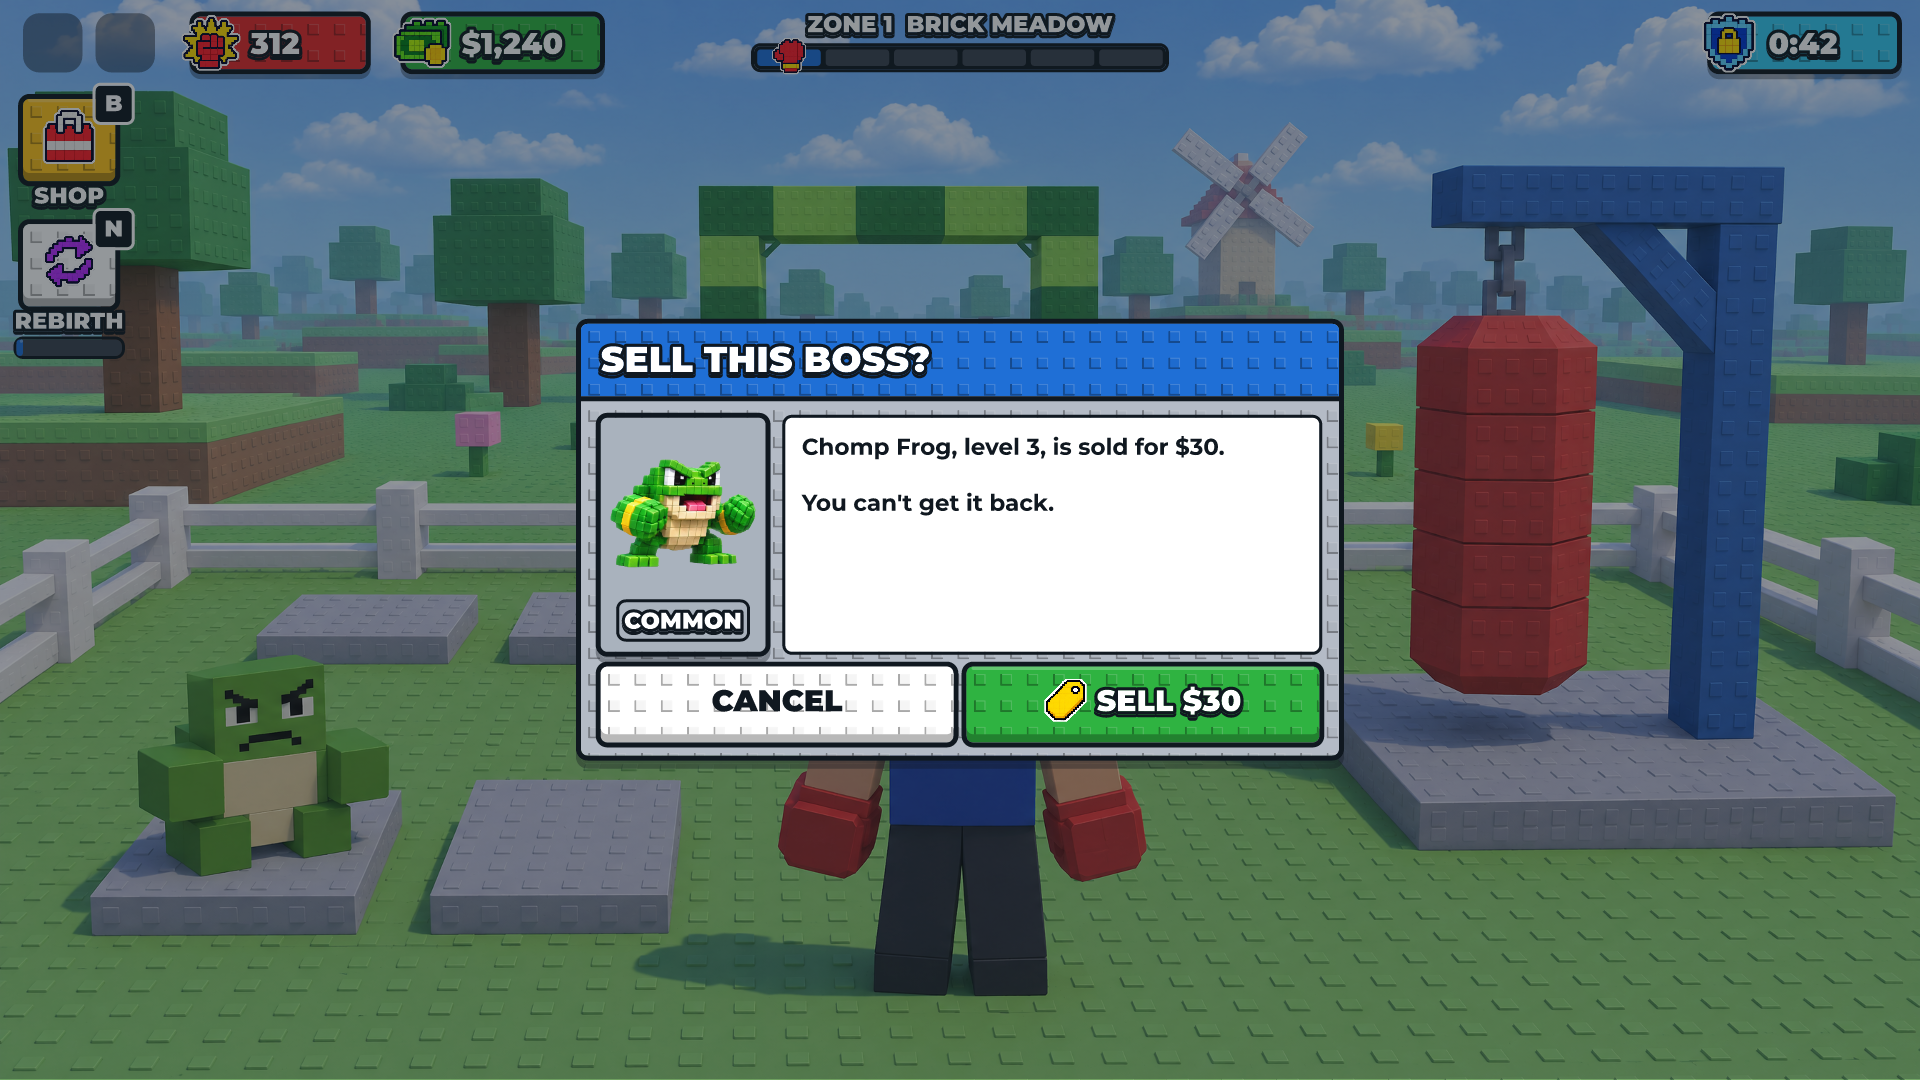 312
$1,240
ZONE 1 BRICK MEADOW
0:42
B
SHOP
N
REBIRTH
SELL THIS BOSS?
Chomp Frog, level 3, is sold for $30.
You can't get it back.
COMMON
CANCEL
SELL $30